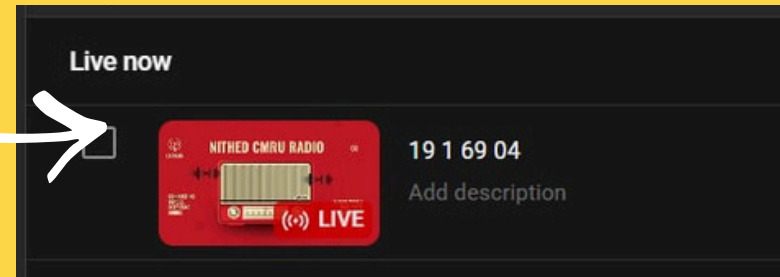 Live now
NITHED CMRU RADIO
LIVE
19 1 69 04
Add description